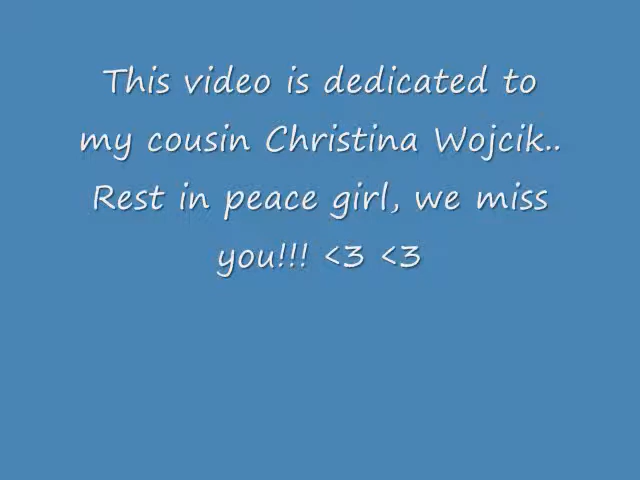 This video is dedicated to
my cousin Christina Wojcik..
Rest in peace girl, we miss
you!!! <3 <3